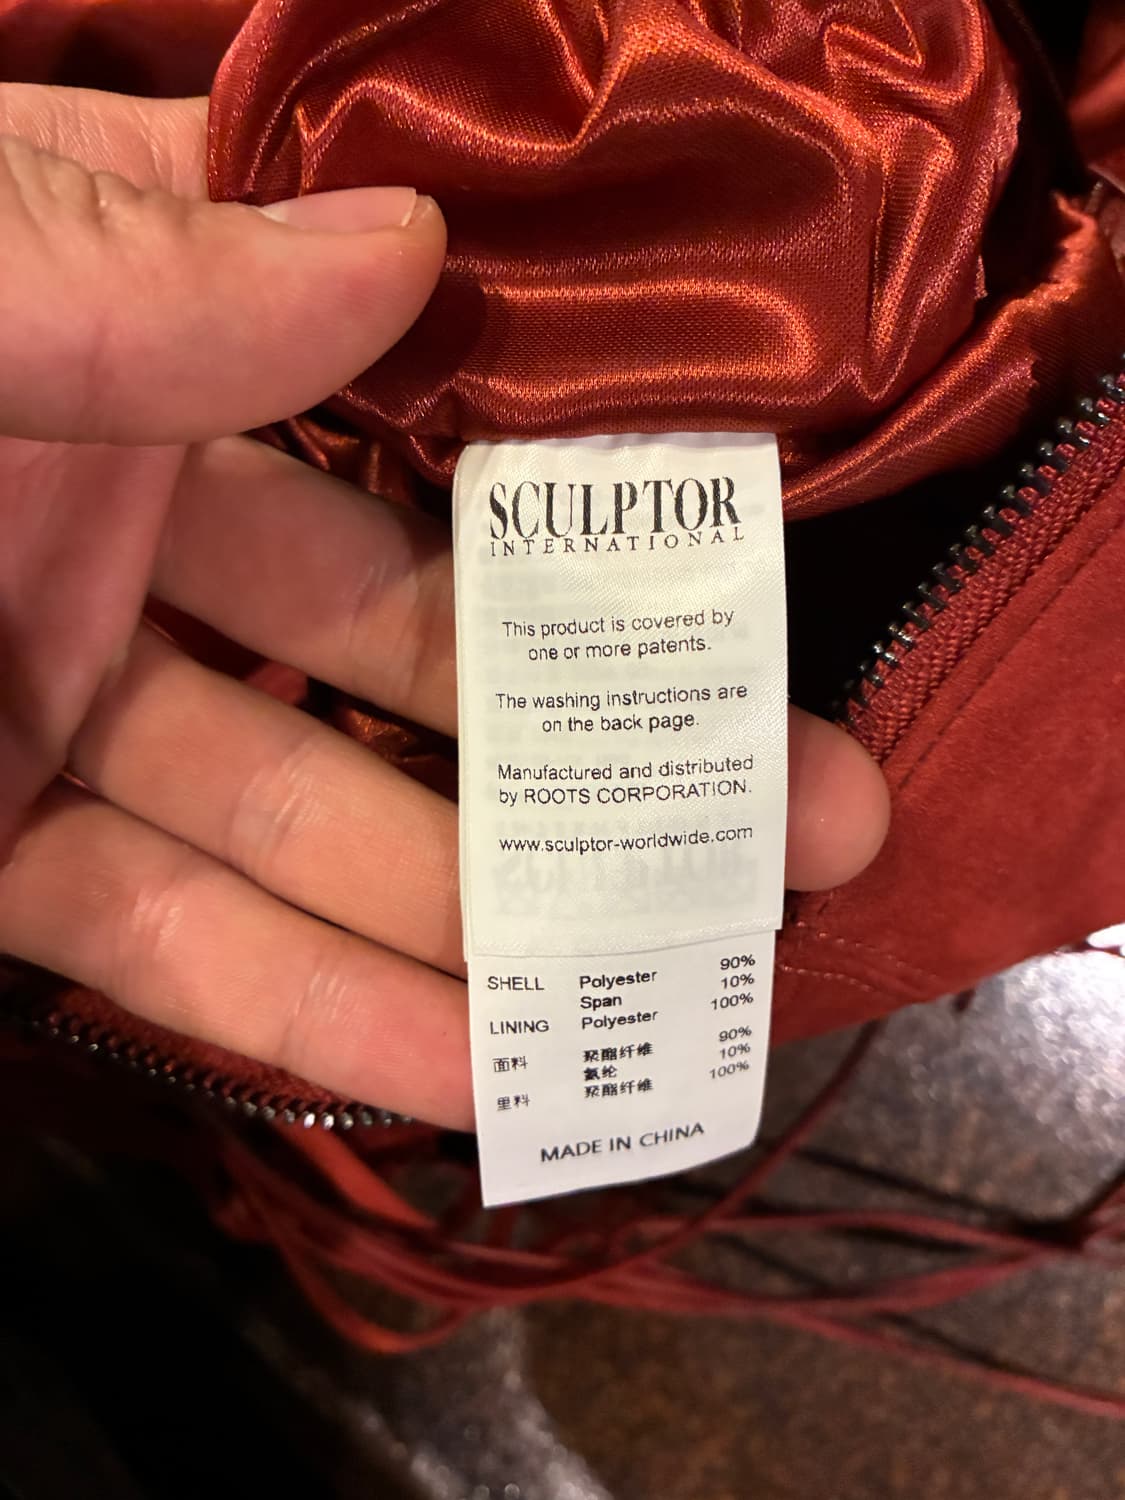 SCULPTOR
INTERNATIONAL
This product is covered by
one or more patents.
The washing instructions are
on the back page.
Manufactured and distributed
by ROOTS CORPORATION.
www.sculptor-worldwide.com
SHELL Polyester 90%
Span 10%
LINING Polyester 100%
面料 聚酯纤维 90%
氨纶 10%
里料 聚酯纤维 100%
MADE IN CHINA